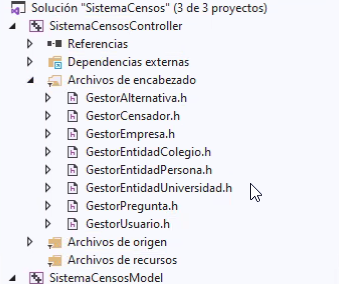 Solución "SistemaCensos" (3 de 3 proyectos)
SistemaCensosController
Referencias
Dependencias externas
Archivos de encabezado
GestorAlternativa.h
GestorCensador.h
GestorEmpresa.h
GestorEntidadColegio.h
GestorEntidadPersona.h
GestorEntidadUniversidad.h
GestorPregunta.h
GestorUsuario.h
Archivos de origen
Archivos de recursos
SistemaCensosModel